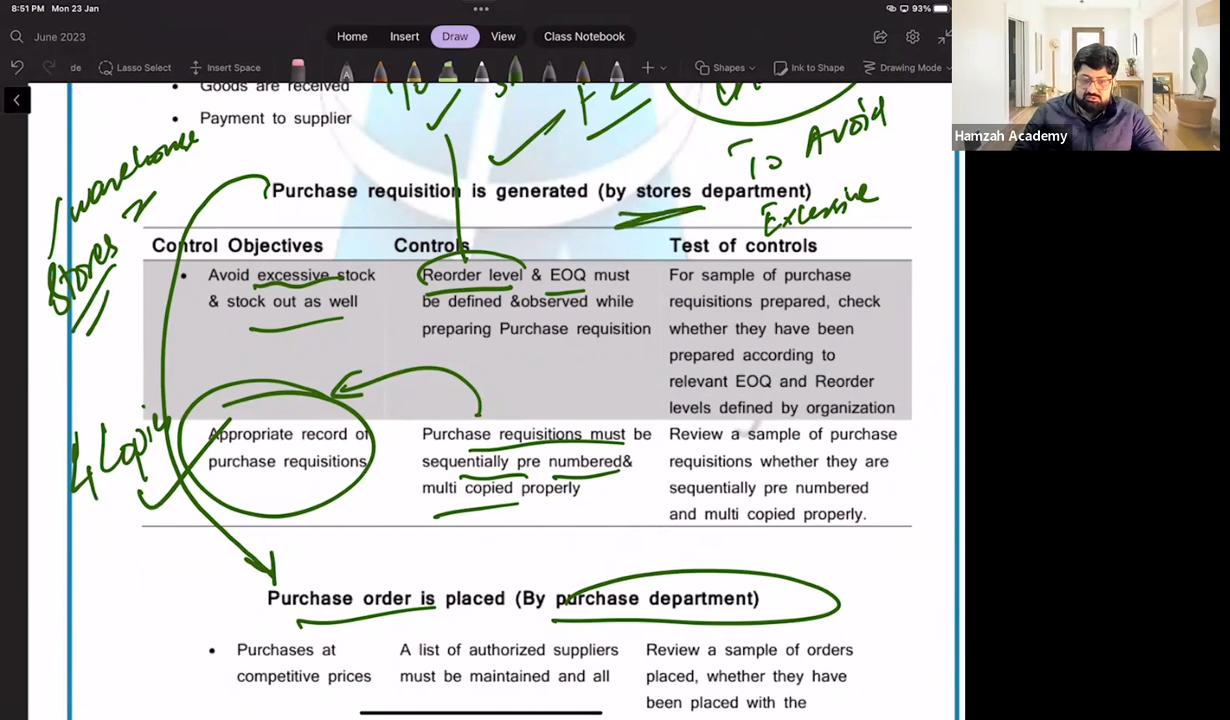 8:51 PM Mon 23 Jan
93%
June 2023
Home Insert Draw View Class Notebook
de Lasso Select Insert Space
Shapes Ink to Shape Drawing Mode
Hamzah Academy
Goods are received
• Payment to supplier
To Avoid
Excessive
warehouse
Stores
Purchase requisition is generated (by stores department)
Control Objectives Controls Test of controls
• Avoid excessive stock & stock out as well
Reorder level & EOQ must be defined &observed while preparing Purchase requisition
For sample of purchase requisitions prepared, check whether they have been prepared according to relevant EOQ and Reorder levels defined by organization
4 Copies
Appropriate record of purchase requisitions
Purchase requisitions must be sequentially pre numbered& multi copied properly
Review a sample of purchase requisitions whether they are sequentially pre numbered and multi copied properly.
Purchase order is placed (By purchase department)
• Purchases at competitive prices
A list of authorized suppliers must be maintained and all
Review a sample of orders placed, whether they have been placed with the